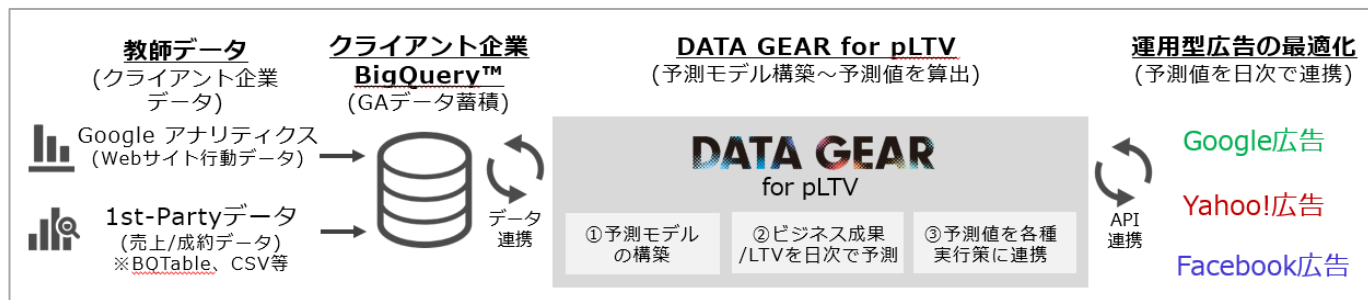 教師データ
(クライアント企業
データ)
Google アナリティクス
(Webサイト行動データ)
1st-Partyデータ
(売上/成約データ)
※BQTable、CSV等
クライアント企業
BigQuery™
(GAデータ蓄積)
データ
連携
DATA GEAR for pLTV
(予測モデル構築～予測値を算出)
DATA GEAR
for pLTV
①予測モデル
の構築
②ビジネス成果
/LTVを日次で予測
③予測値を各種
実行策に連携
API
連携
運用型広告の最適化
(予測値を日次で連携)
Google広告
Yahoo!広告
Facebook広告